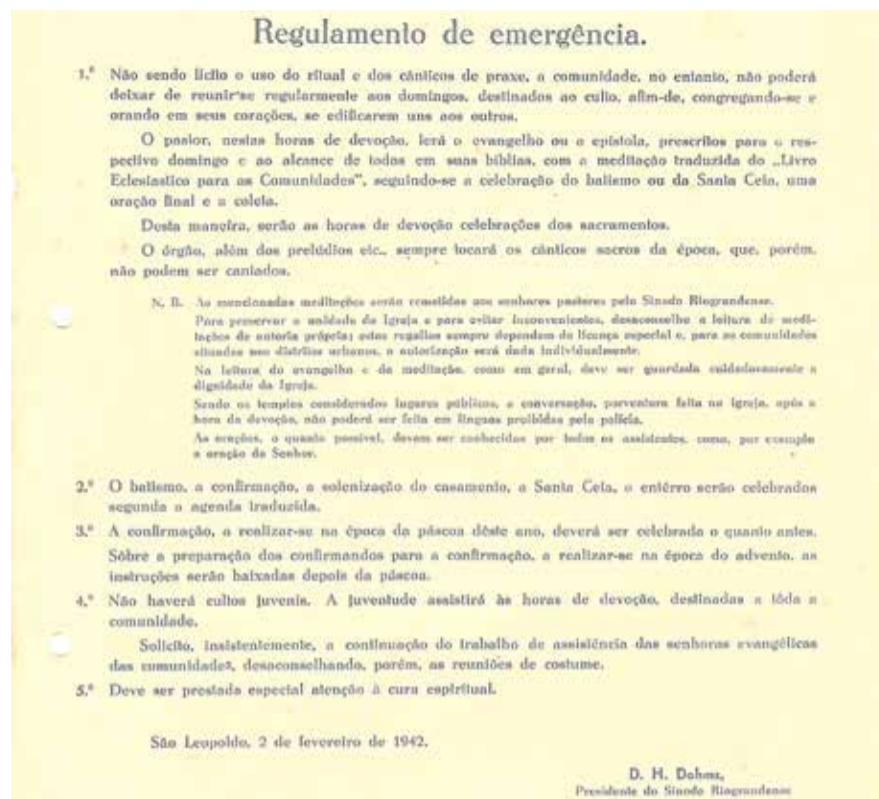 Regulamento de emergência.
1.º Não sendo lícito o uso do ritual e dos cânticos de praxe, a comunidade, no entanto, não poderá
deixar de reunir-se regularmente aos domingos, destinados ao culto, afim-de, congregando-se e
orando em seus corações, se edificarem uns aos outros.
O pastor, nestas horas de devoção, lerá o evangelho ou a epístola, prescritos para o res-
pectivo domingo e ao alcance de todos em suas bíblias, com a meditação traduzida do „Livro
Eclesiastico para as Comunidades”, seguindo-se a celebração do batismo ou da Santa Ceia, uma
oração final e a coleta.
Desta maneira, serão as horas de devoção celebrações dos sacramentos.
O órgão, além dos prelúdios etc., sempre tocará os cânticos sacros da época, que, porém,
não podem ser cantados.
N. B. As mencionadas meditações serão remetidas aos senhores pastores pelo Sínodo Riograndense.
Para preservar a unidade da Igreja e para evitar inconvenientes, desaconselho a leitura de medi-
tações de autoria própria; estas regalias sempre dependem de licença especial e, para as comunidades
situadas nos distritos urbanos, a autorização será dada individualmente.
Na leitura do evangelho e da meditação, como em geral, deve ser guardada cuidadosamente a
dignidade da Igreja.
Sendo os templos considerados lugares públicos, a conversação, porventura feita na igreja, após a
hora da devoção, não poderá ser feita em línguas proibidas pela polícia.
As orações, o quanto possível, devem ser conhecidas por todos os assistentes, como, por exemplo
a oração do Senhor.
2.º O batismo, a confirmação, a solenização do casamento, a Santa Ceia, o entêrro serão celebrados
segundo a agenda traduzida.
3.º A confirmação, a realizar-se na época da páscoa dêste ano, deverá ser celebrada o quanto antes.
Sôbre a preparação dos confirmandos para a confirmação, a realizar-se na época do advento, as
instruções serão baixadas depois da páscoa.
4.º Não haverá cultos juvenis. A juventude assistirá às horas de devoção, destinadas a tôda a
comunidade.
Solicito, insistentemente, a continuação do trabalho de assistência das senhoras evangélicas
das comunidades, desaconselhando, porém, as reuniões de costume.
5.º Deve ser prestada especial atenção à cura espiritual.
São Leopoldo, 2 de fevereiro de 1942.
D. H. Dohms,
Presidente do Sínodo Riograndense